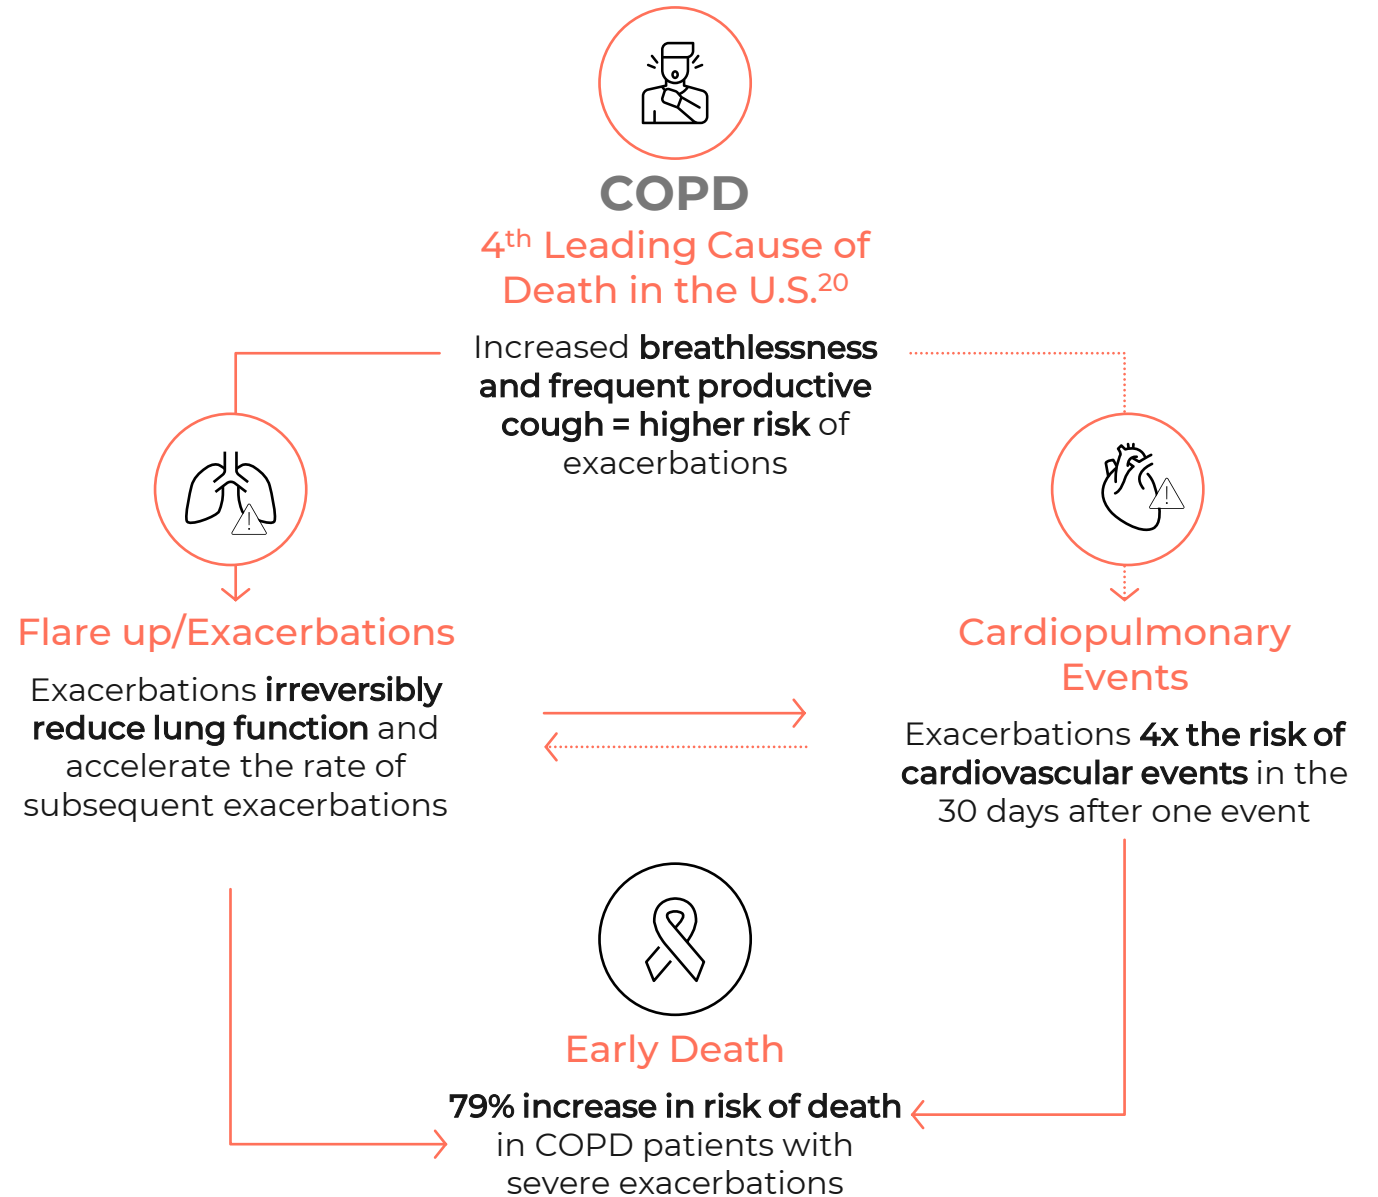 COPD
4th Leading Cause of
Death in the U.S.20
Increased breathlessness
and frequent productive
cough = higher risk of
exacerbations
Flare up/Exacerbations
Exacerbations irreversibly
reduce lung function and
accelerate the rate of
subsequent exacerbations
Cardiopulmonary
Events
Exacerbations 4x the risk of
cardiovascular events in the
30 days after one event
Early Death
79% increase in risk of death
in COPD patients with
severe exacerbations